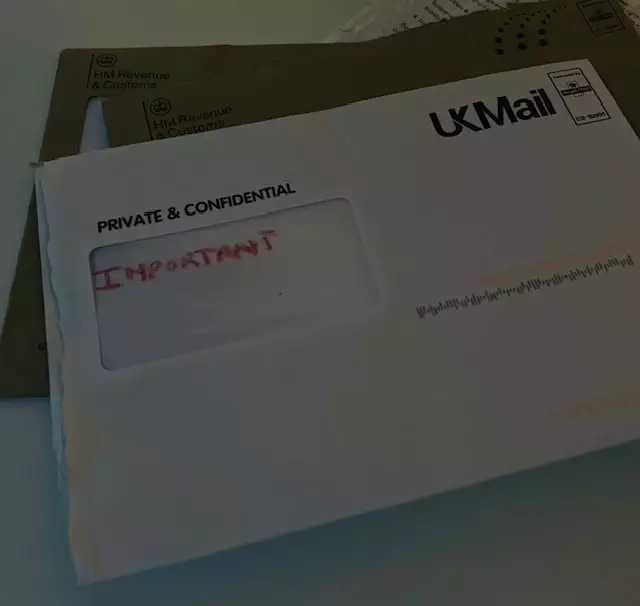 HM Revenue
& Customs
HM Revenue
& Customs
UKMail
PRIVATE & CONFIDENTIAL
IMPORTANT